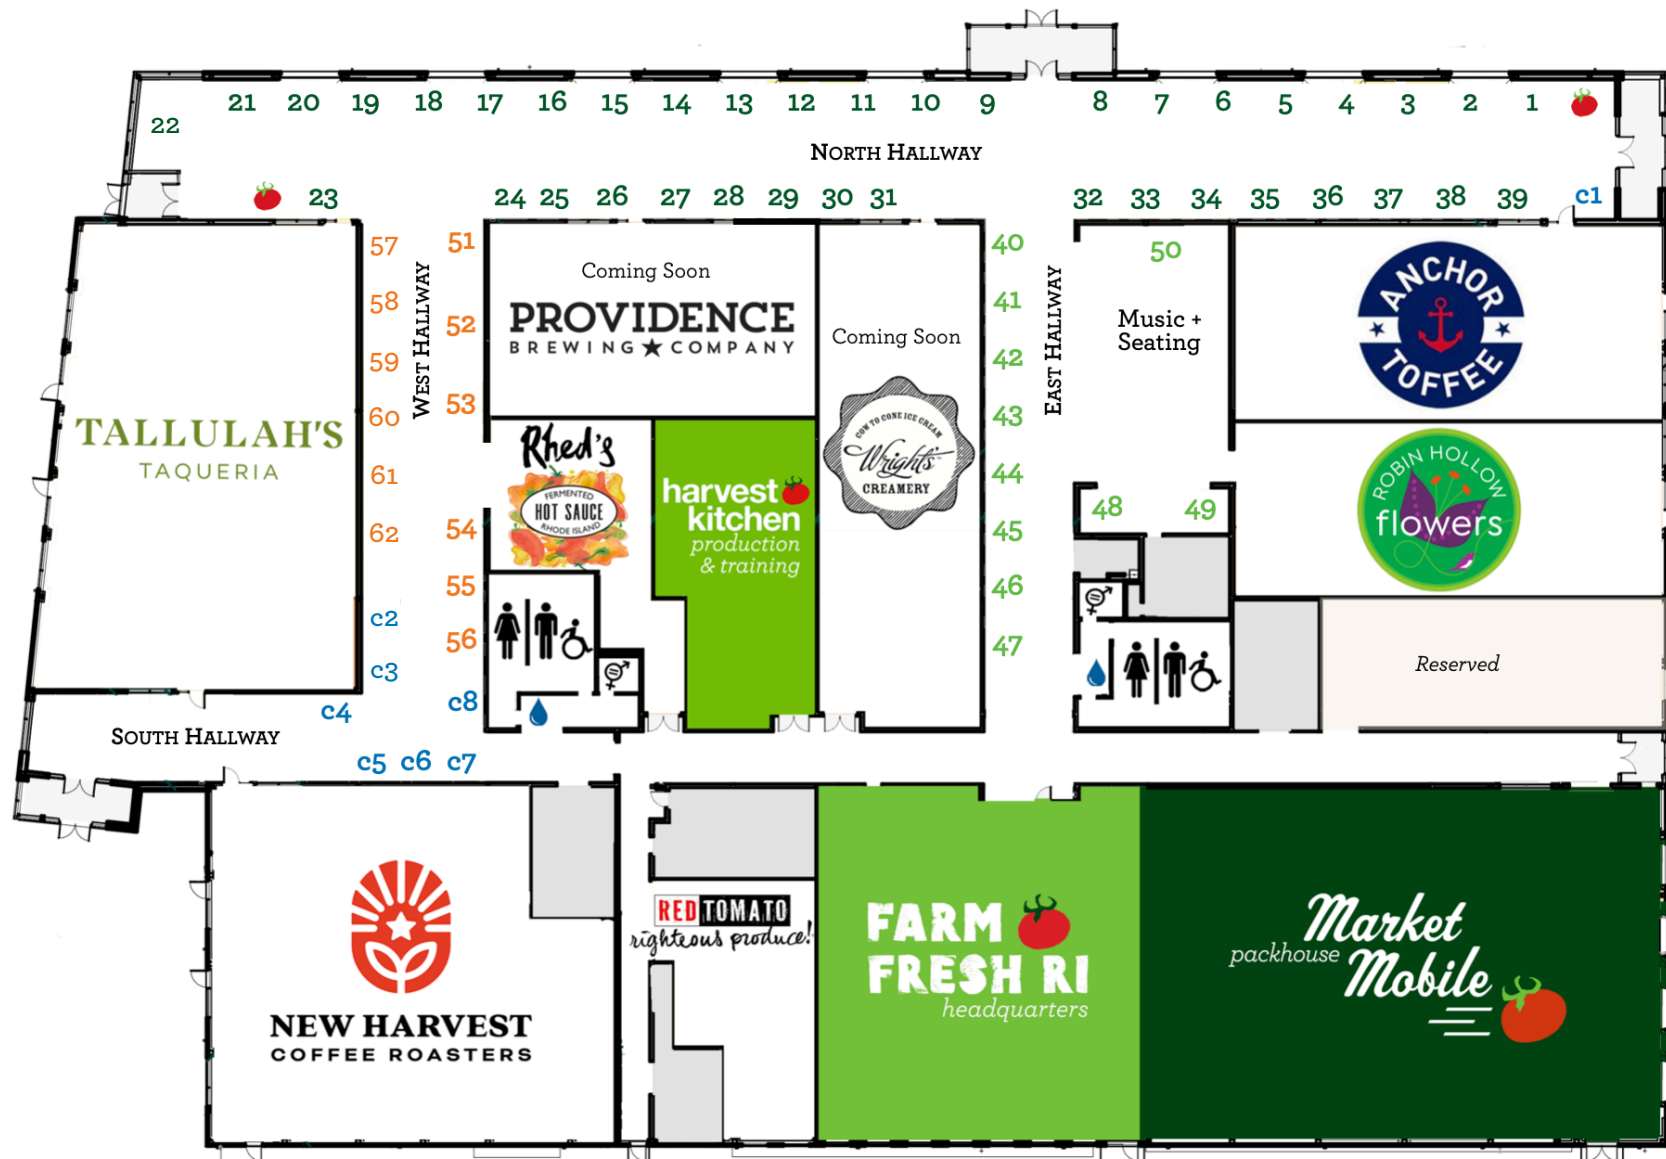 21 20 19 18 17 16 15 14 13 12 11 10 9 8 7 6 5 4 3 2 1
22
NORTH HALLWAY
23 24 25 26 27 28 29 30 31 32 33 34 35 36 37 38 39 c1
57
58
59
60
61
62
c2
c3
WEST HALLWAY
51
52
53
54
55
56
c8
Coming Soon
PROVIDENCE
BREWING★COMPANY
Coming Soon
COW TO CONE ICE CREAM
Wright's
CREAMERY
40
41
42
43
44
45
46
47
EAST HALLWAY
50
Music +
Seating
48 49
ANCHOR
TOFFEE
TALLULAH'S
TAQUERIA
Rhed's
FERMENTED
HOT SAUCE
RHODE ISLAND
harvest
kitchen
production
& training
ROBIN HOLLOW
flowers
Reserved
c4
SOUTH HALLWAY
c5 c6 c7
NEW HARVEST
COFFEE ROASTERS
RED TOMATO
righteous produce!
FARM
FRESH RI
headquarters
Market
packhouse Mobile